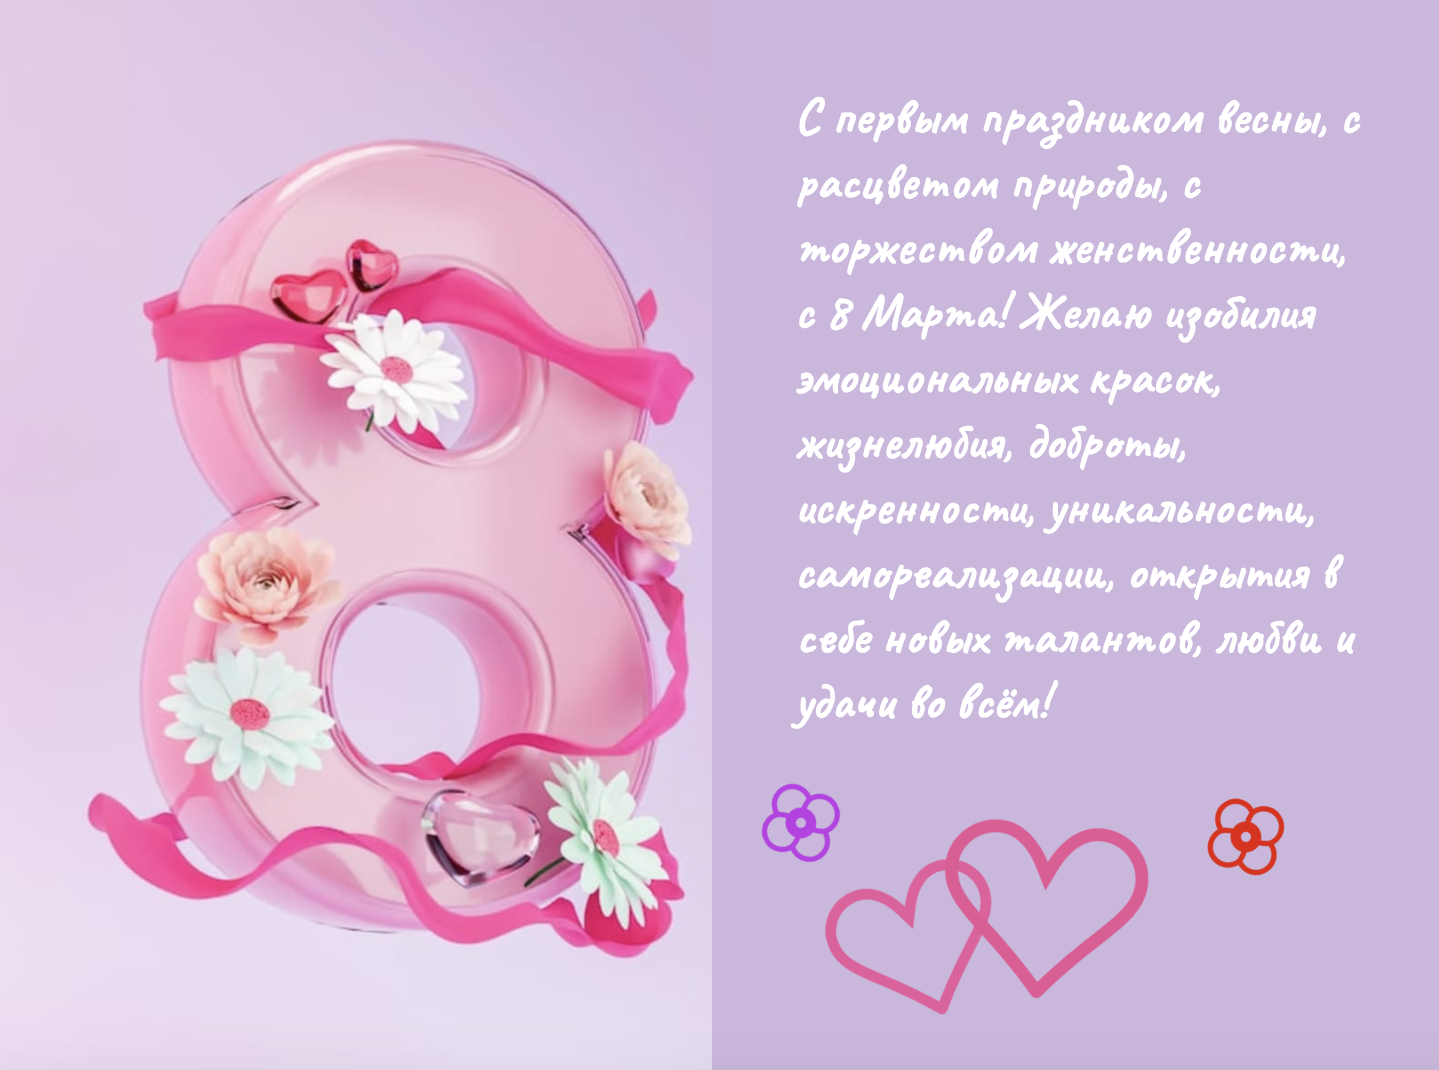 С первым праздником весны, с
расцветом природы, с
торжеством женственности,
с 8 Марта! Желаю изобилия
эмоциональных красок,
жизнелюбия, доброты,
искренности, уникальности,
самореализации, открытия в
себе новых талантов, любви и
удачи во всём!